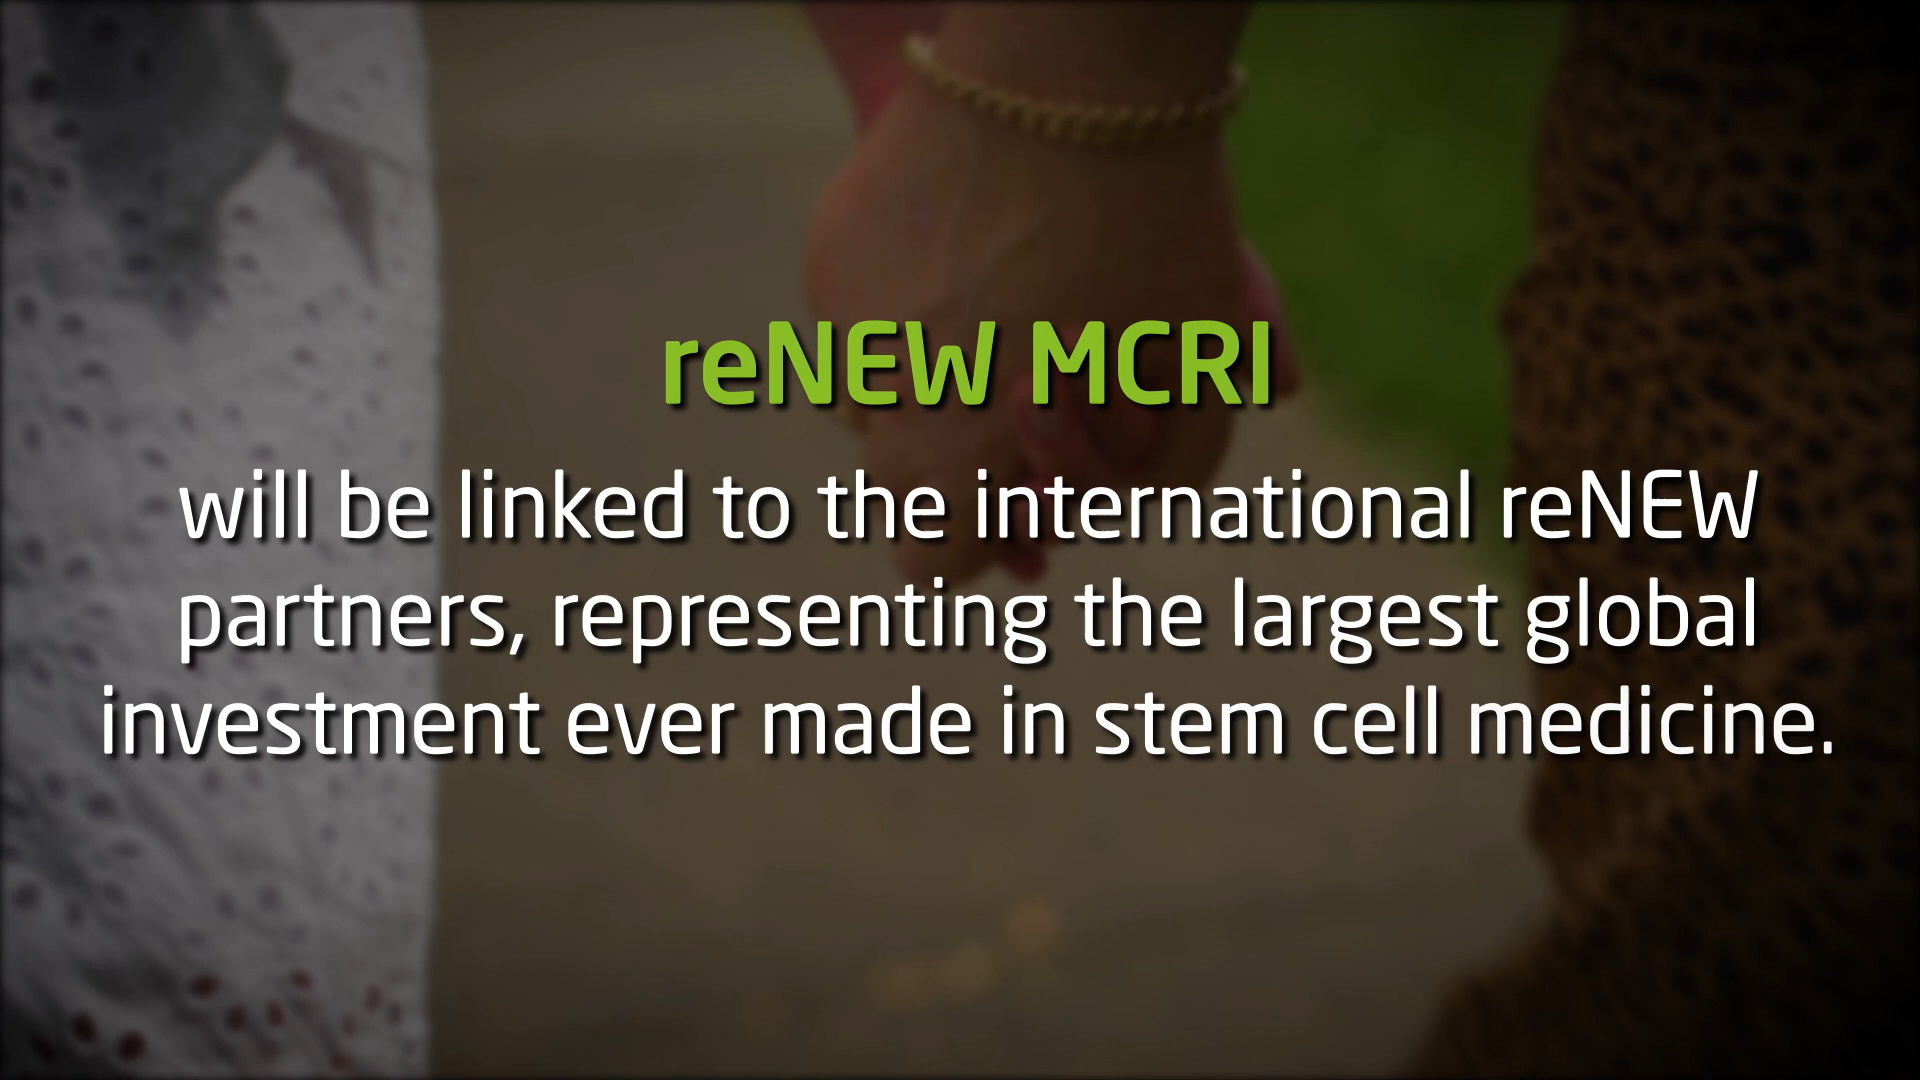 reNEW MCRI
will be linked to the international reNEW
partners, representing the largest global
investment ever made in stem cell medicine.